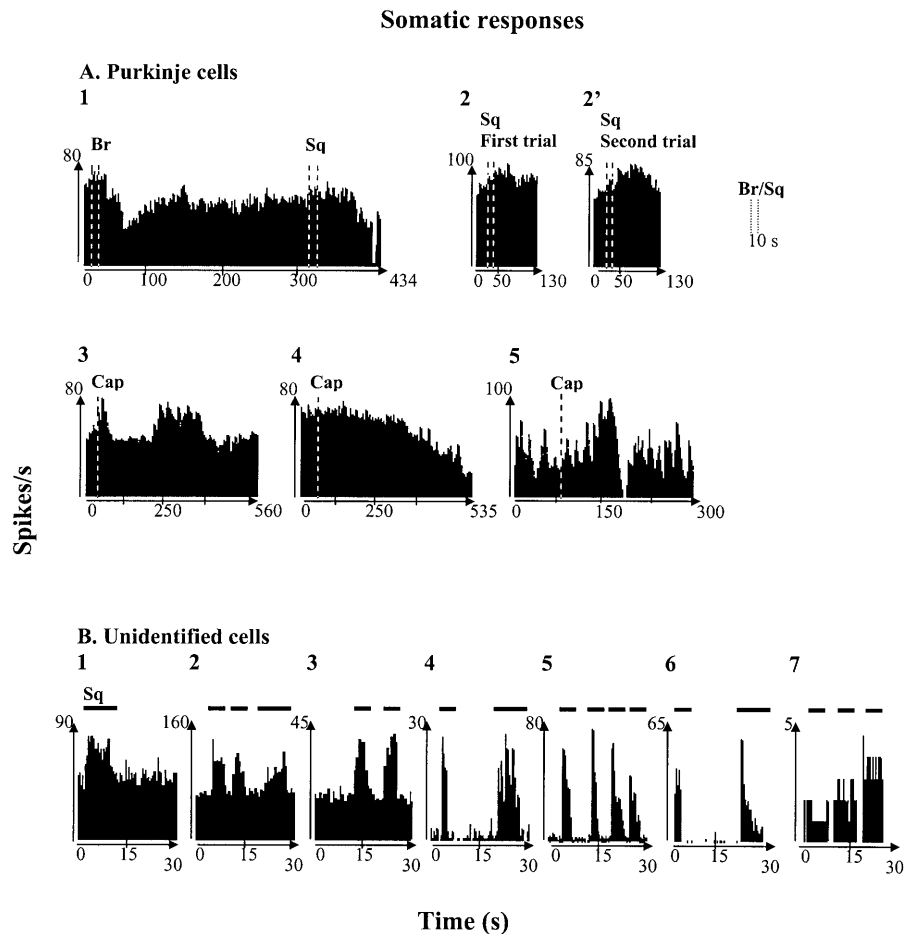 Somatic responses
A. Purkinje cells
1
2
2’
Br
Sq
Sq
First trial
Sq
Second trial
80
100
85
Br/Sq
10 s
0 100 200 300 434
0 50 130
0 50 130
3
4
5
Cap
Cap
Cap
80
80
100
0 250 560
0 250 535
0 150 300
Spikes/s
B. Unidentified cells
1 2 3 4 5 6 7
Sq
90 160 45 30 80 65 5
0 15 30
0 15 30
0 15 30
0 15 30
0 15 30
0 15 30
0 15 30
Time (s)